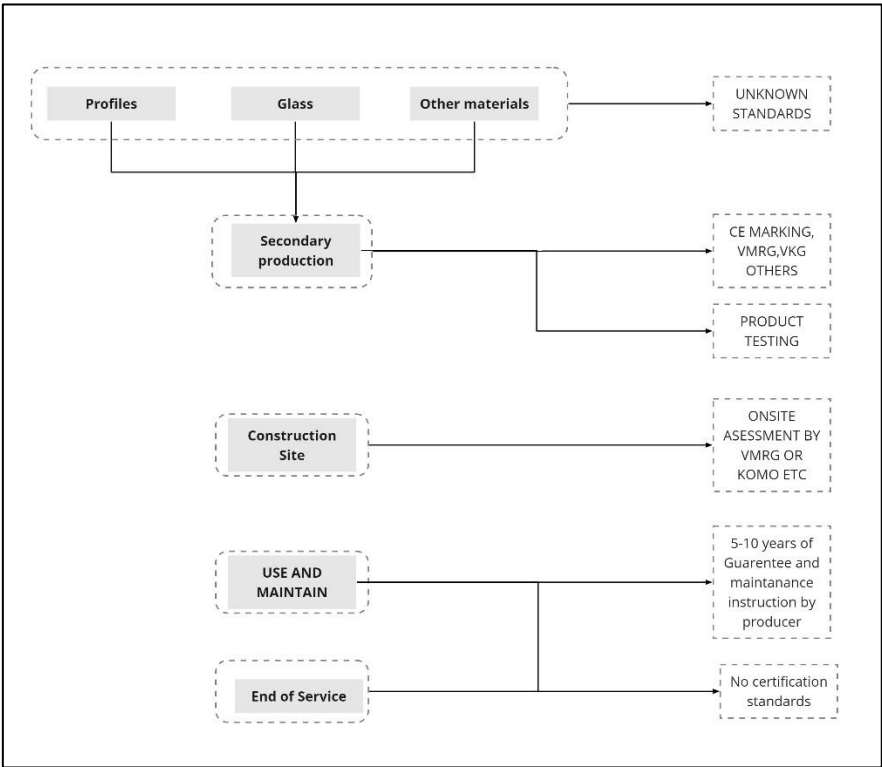 Profiles
Glass
Other materials
UNKNOWN
STANDARDS
Secondary
production
CE MARKING,
VMRG,VKG
OTHERS
PRODUCT
TESTING
Construction
Site
ONSITE
ASESSMENT BY
VMRG OR
KOMO ETC
USE AND
MAINTAIN
5-10 years of
Guarentee and
maintanance
instruction by
producer
End of Service
No certification
standards